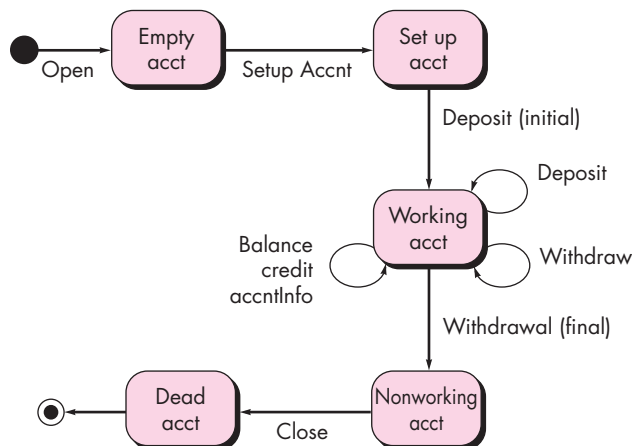 Empty
acct
Open
Setup Accnt
Set up
acct
Deposit (initial)
Deposit
Working
acct
Balance
credit
accntInfo
Withdraw
Withdrawal (final)
Nonworking
acct
Close
Dead
acct